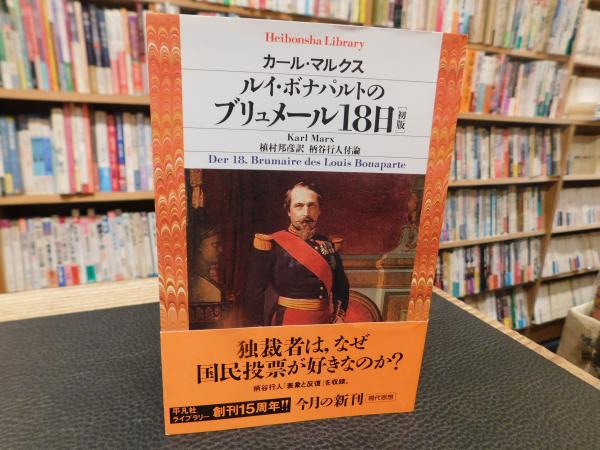 Heibonsha Library
カール・マルクス
ルイ・ボナパルトの
ブリュメール18日[初版]
Karl Marx
植村邦彦訳 柄谷行人付論
Der 18. Brumaire des Louis Bonaparte
独裁者は、なぜ
国民投票が好きなのか?
柄谷行人「表象と反復」を収録。
平凡社
ライブラリー 創刊15周年!! 今月の新刊 現代思想